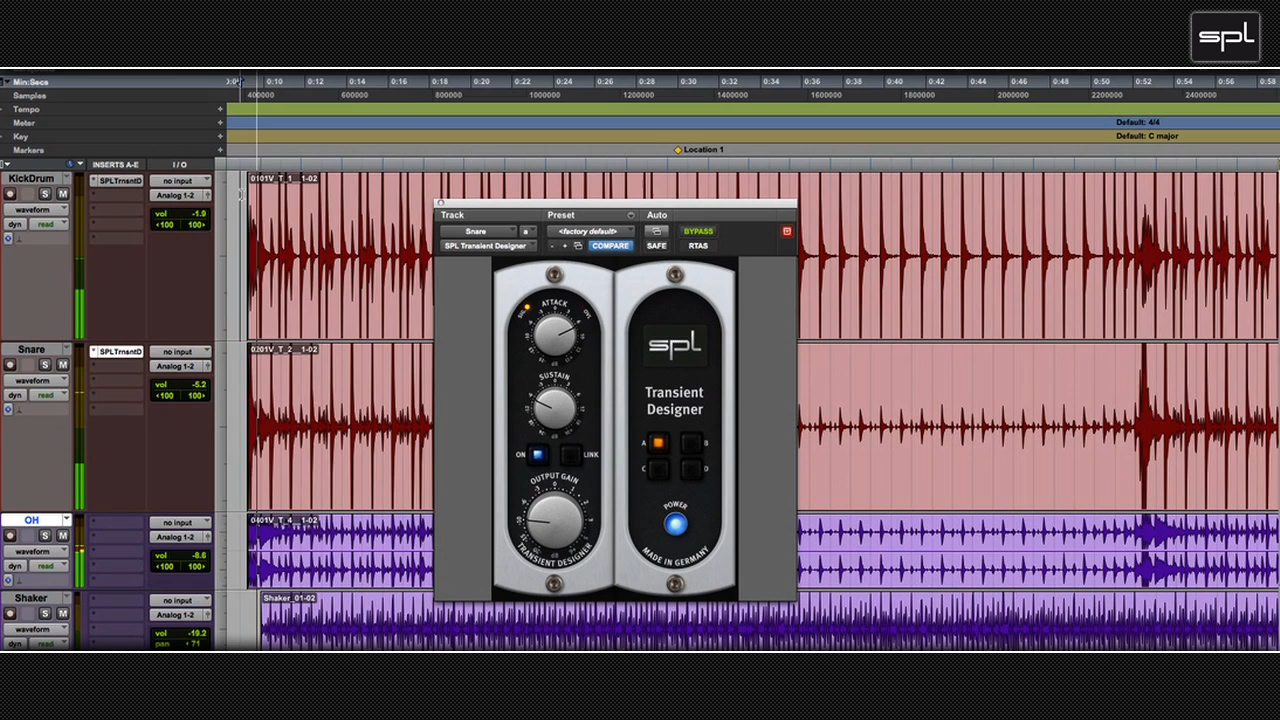 spl
Min:Secs 0:10 0:12 0:14 0:16 0:18 0:20 0:22 0:24 0:26 0:28 0:30 0:32 0:34 0:36 0:38 0:40 0:42 0:44 0:46 0:48 0:50 0:52 0:54 0:56 0:58
Samples 400000 600000 800000 1000000 1200000 1400000 1600000 1800000 2000000 2200000 2400000
Tempo
Meter Default: 4/4
Key Default: C major
Markers Location 1
INSERTS A-E I / O
KickDrum SPLTrnsntD no input
S M Analog 1-2
waveform vol -1.9
dyn read 100 100
0101V_T_1__1-02
Snare SPLTrnsntD no input
S M Analog 1-2
waveform vol -5.2
dyn read 100 100
0201V_T_2__1-02
OH no input
S M Analog 1-2
waveform vol -8.6
dyn read 100 100
0401V_T_4__1-02
Shaker no input
S M Analog 1-2
waveform vol -19.2
dyn read pan 71
Shaker_01-02
Track Preset Auto
Snare a <factory default> BYPASS
SPL Transient Designer - + COMPARE SAFE RTAS
ATTACK
SUSTAIN
ON LINK
OUTPUT GAIN
TRANSIENT DESIGNER
spl
Transient
Designer
A B
C D
POWER
MADE IN GERMANY